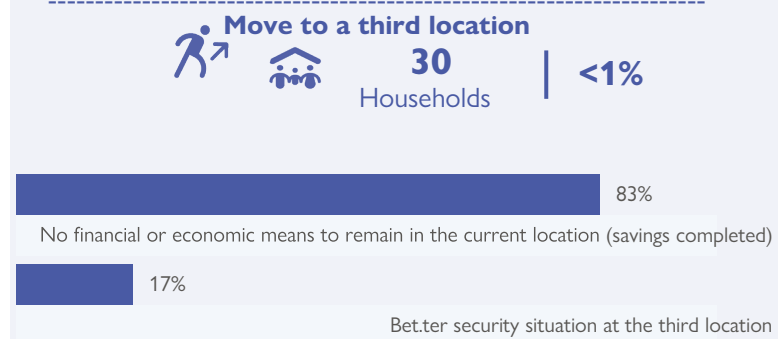 Move to a third location
30
Households
<1%
83%
No financial or economic means to remain in the current location (savings completed)
17%
Bet.ter security situation at the third location